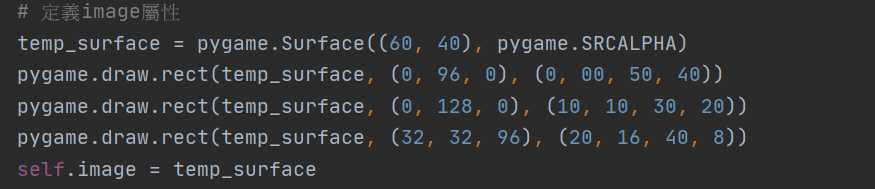 # 定義image屬性
temp_surface = pygame.Surface((60, 40), pygame.SRCALPHA)
pygame.draw.rect(temp_surface, (0, 96, 0), (0, 00, 50, 40))
pygame.draw.rect(temp_surface, (0, 128, 0), (10, 10, 30, 20))
pygame.draw.rect(temp_surface, (32, 32, 96), (20, 16, 40, 8))
self.image = temp_surface